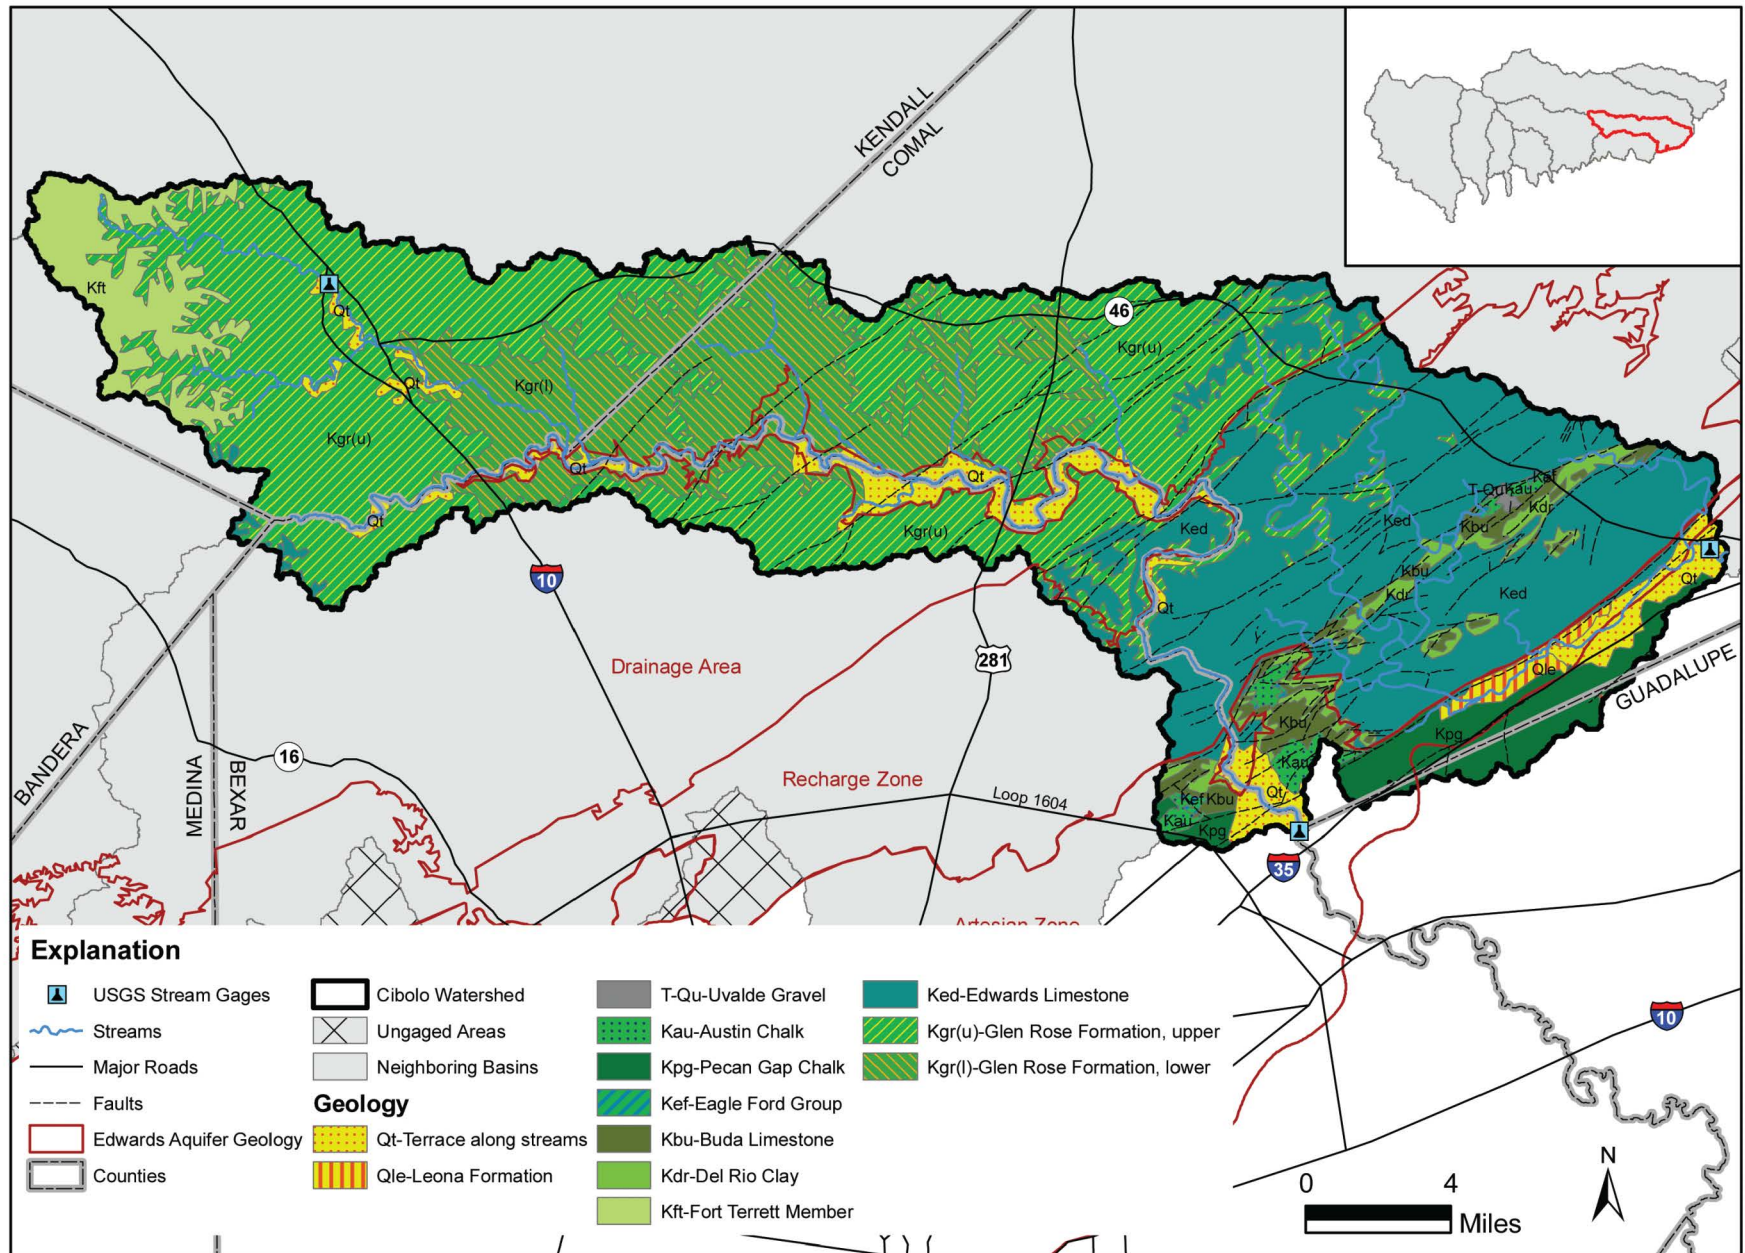 KENDALL
COMAL
46
Kft
Qt
Qt
Kgr(l)
Kgr(u)
Kgr(u)
Qt
Qt
Qt
Kgr(u)
Ked
Qt
Ked
T-Qu
Kau
Kef
Kdr
Kbu
Kbu
Kdr
Ked
Qt
Qle
Kbu
Kpg
Kau
Qt
Kef
Kbu
Kau
Kpg
GUADALUPE
10
281
Drainage Area
Recharge Zone
Loop 1604
16
BANDERA
MEDINA
BEXAR
35
Artesian Zone
10
Explanation
USGS Stream Gages
Streams
Major Roads
Faults
Edwards Aquifer Geology
Counties
Cibolo Watershed
Ungaged Areas
Neighboring Basins
Geology
Qt-Terrace along streams
Qle-Leona Formation
T-Qu-Uvalde Gravel
Kau-Austin Chalk
Kpg-Pecan Gap Chalk
Kef-Eagle Ford Group
Kbu-Buda Limestone
Kdr-Del Rio Clay
Kft-Fort Terrett Member
Ked-Edwards Limestone
Kgr(u)-Glen Rose Formation, upper
Kgr(l)-Glen Rose Formation, lower
N
0 4
Miles